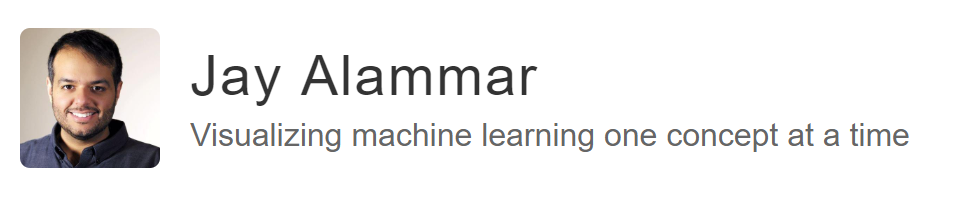 Jay Alammar
Visualizing machine learning one concept at a time